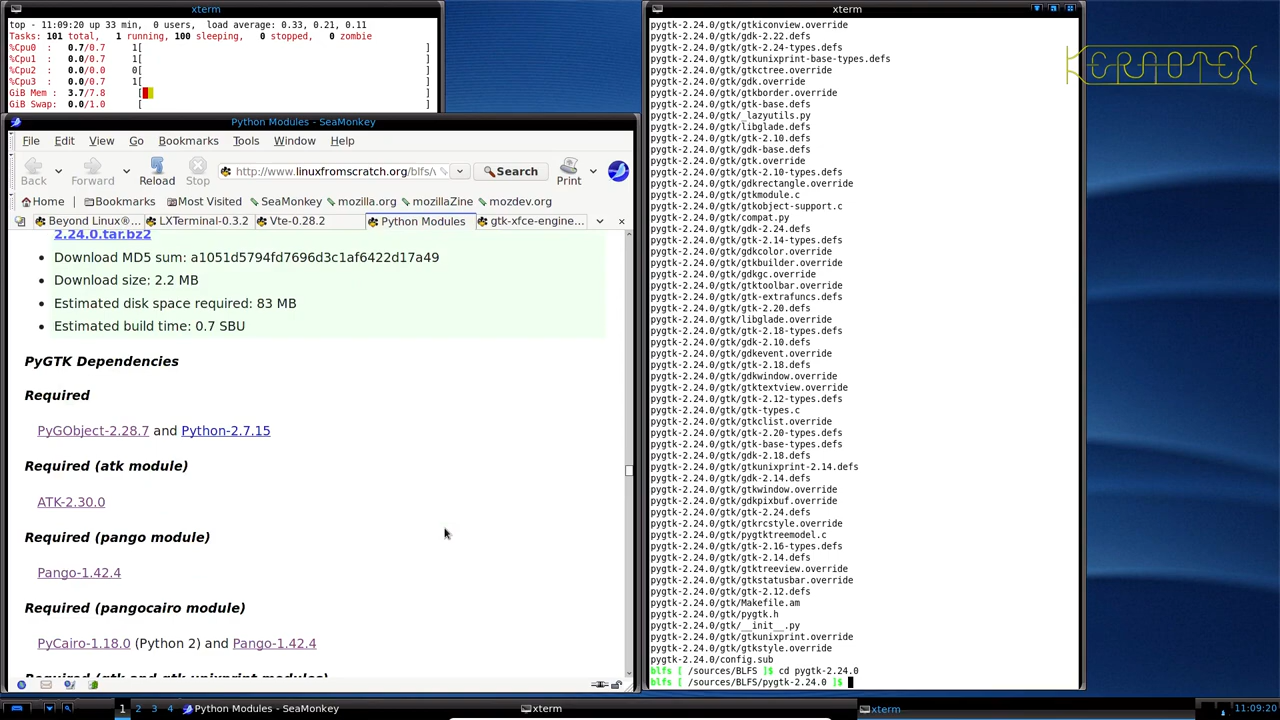 xterm
top - 11:09:20 up 33 min,  0 users,  load average: 0.33, 0.21, 0.11
Tasks: 101 total,   1 running, 100 sleeping,   0 stopped,   0 zombie
%Cpu0  :   0.7/0.7     1[                                                  ]
%Cpu1  :   0.0/0.7     1[                                                  ]
%Cpu2  :   0.0/0.0     0[                                                  ]
%Cpu3  :   0.0/0.7     1[                                                  ]
GiB Mem :  3.7/7.8      [                                                  ]
GiB Swap:  0.0/1.0      [                                                  ]
Python Modules - SeaMonkey
File Edit View Go Bookmarks Tools Window Help
Back Forward Reload Stop http://www.linuxfromscratch.org/blfs/ Search Print
Home Bookmarks Most Visited SeaMonkey mozilla.org mozillaZine mozdev.org
Beyond Linux®... LXTerminal-0.3.2 Vte-0.28.2 Python Modules gtk-xfce-engine...
2.24.0.tar.bz2
• Download MD5 sum: a1051d5794fd7696d3c1af6422d17a49
• Download size: 2.2 MB
• Estimated disk space required: 83 MB
• Estimated build time: 0.7 SBU
PyGTK Dependencies
Required
PyGObject-2.28.7 and Python-2.7.15
Required (atk module)
ATK-2.30.0
Required (pango module)
Pango-1.42.4
Required (pangocairo module)
PyCairo-1.18.0 (Python 2) and Pango-1.42.4
xterm
pygtk-2.24.0/gtk/gtkiconview.override
pygtk-2.24.0/gtk/gdk-2.22.defs
pygtk-2.24.0/gtk/gtk-2.24-types.defs
pygtk-2.24.0/gtk/gtkunixprint-base-types.defs
pygtk-2.24.0/gtk/gtkctree.override
pygtk-2.24.0/gtk/gdk.override
pygtk-2.24.0/gtk/gtkborder.override
pygtk-2.24.0/gtk/gtk-base.defs
pygtk-2.24.0/gtk/_lazyutils.py
pygtk-2.24.0/gtk/libglade.defs
pygtk-2.24.0/gtk/gdk-2.10.defs
pygtk-2.24.0/gtk/gdk-base.defs
pygtk-2.24.0/gtk/gtk.override
pygtk-2.24.0/gtk/gtk-2.10-types.defs
pygtk-2.24.0/gtk/gdkrectangle.override
pygtk-2.24.0/gtk/gtkmodule.c
pygtk-2.24.0/gtk/gtkobject-support.c
pygtk-2.24.0/gtk/compat.py
pygtk-2.24.0/gtk/gdk-2.24.defs
pygtk-2.24.0/gtk/gtk-2.14-types.defs
pygtk-2.24.0/gtk/gdkcolor.override
pygtk-2.24.0/gtk/gtkbuilder.override
pygtk-2.24.0/gtk/gdkgc.override
pygtk-2.24.0/gtk/gtktoolbar.override
pygtk-2.24.0/gtk/gtk-extrafuncs.defs
pygtk-2.24.0/gtk/gtk-2.20.defs
pygtk-2.24.0/gtk/libglade.override
pygtk-2.24.0/gtk/gtk-2.18-types.defs
pygtk-2.24.0/gtk/gtk-2.10.defs
pygtk-2.24.0/gtk/gdkevent.override
pygtk-2.24.0/gtk/gtk-2.18.defs
pygtk-2.24.0/gtk/gdkwindow.override
pygtk-2.24.0/gtk/gtktextview.override
pygtk-2.24.0/gtk/gtk-2.12-types.defs
pygtk-2.24.0/gtk/gtk-types.c
pygtk-2.24.0/gtk/gtkclist.override
pygtk-2.24.0/gtk/gtk-2.20-types.defs
pygtk-2.24.0/gtk/gtk-base-types.defs
pygtk-2.24.0/gtk/gdk-2.18.defs
pygtk-2.24.0/gtk/gtkunixprint-2.14.defs
pygtk-2.24.0/gtk/gdk-2.14.defs
pygtk-2.24.0/gtk/gtkwindow.override
pygtk-2.24.0/gtk/gdkpixbuf.override
pygtk-2.24.0/gtk/gtk-2.24.defs
pygtk-2.24.0/gtk/gtkrcstyle.override
pygtk-2.24.0/gtk/pygtktreemodel.c
pygtk-2.24.0/gtk/gtk-2.16-types.defs
pygtk-2.24.0/gtk/gtk-2.14.defs
pygtk-2.24.0/gtk/gtktreeview.override
pygtk-2.24.0/gtk/gtkstatusbar.override
pygtk-2.24.0/gtk/gtk-2.12.defs
pygtk-2.24.0/gtk/Makefile.am
pygtk-2.24.0/gtk/pygtk.h
pygtk-2.24.0/gtk/__init__.py
pygtk-2.24.0/gtk/gtkunixprint.override
pygtk-2.24.0/gtk/gtkstyle.override
pygtk-2.24.0/config.sub
blfs [ /sources/BLFS ]$ cd pygtk-2.24.0
blfs [ /sources/BLFS/pygtk-2.24.0 ]$
KEAOTEX
1 2 3 4 Python Modules - SeaMonkey xterm xterm 11:09:20